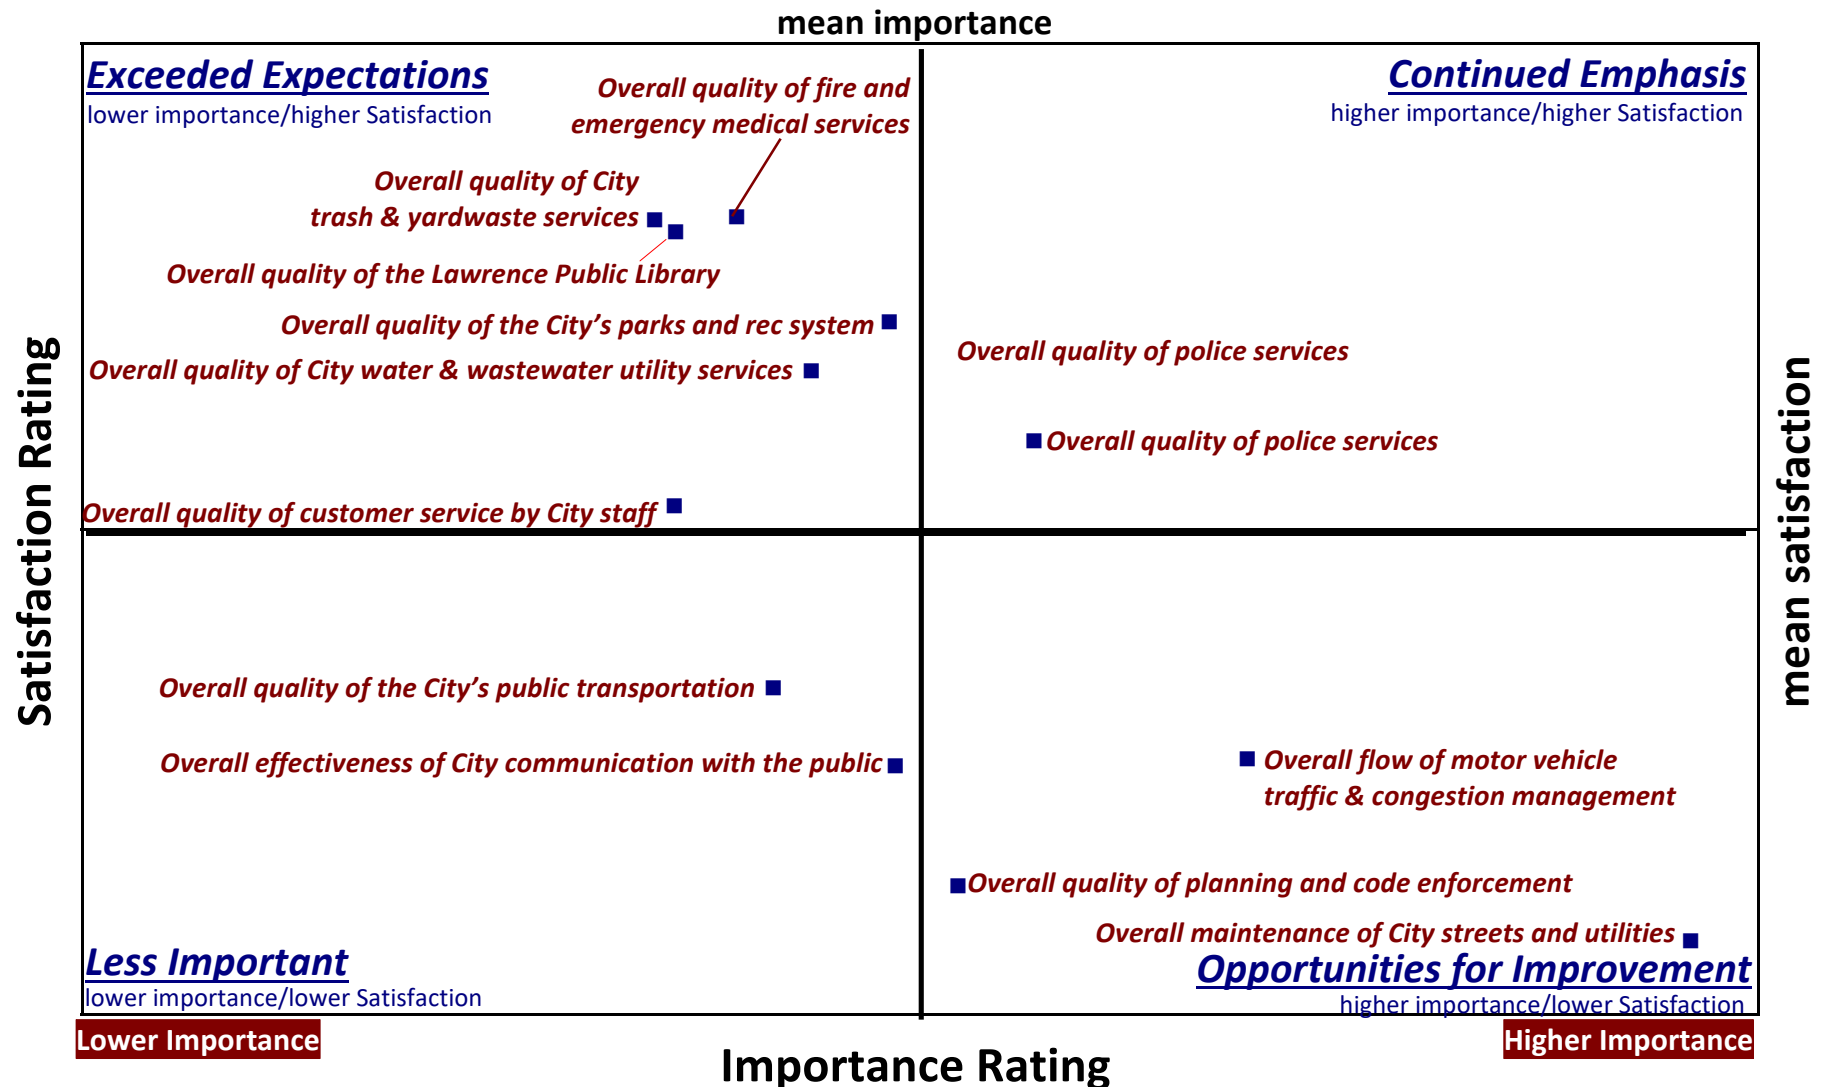 mean importance
Exceeded Expectations
lower importance/higher Satisfaction
Continued Emphasis
higher importance/higher Satisfaction
Overall quality of fire and
emergency medical services
Overall quality of City
trash & yardwaste services
Overall quality of the Lawrence Public Library
Overall quality of the City’s parks and rec system
Overall quality of City water & wastewater utility services
Overall quality of customer service by City staff
Overall quality of police services
Overall quality of police services
Satisfaction Rating
mean satisfaction
Overall quality of the City’s public transportation
Overall effectiveness of City communication with the public
Overall flow of motor vehicle
traffic & congestion management
Overall quality of planning and code enforcement
Overall maintenance of City streets and utilities
Less Important
lower importance/lower Satisfaction
Opportunities for Improvement
higher importance/lower Satisfaction
Lower Importance
Importance Rating
Higher Importance